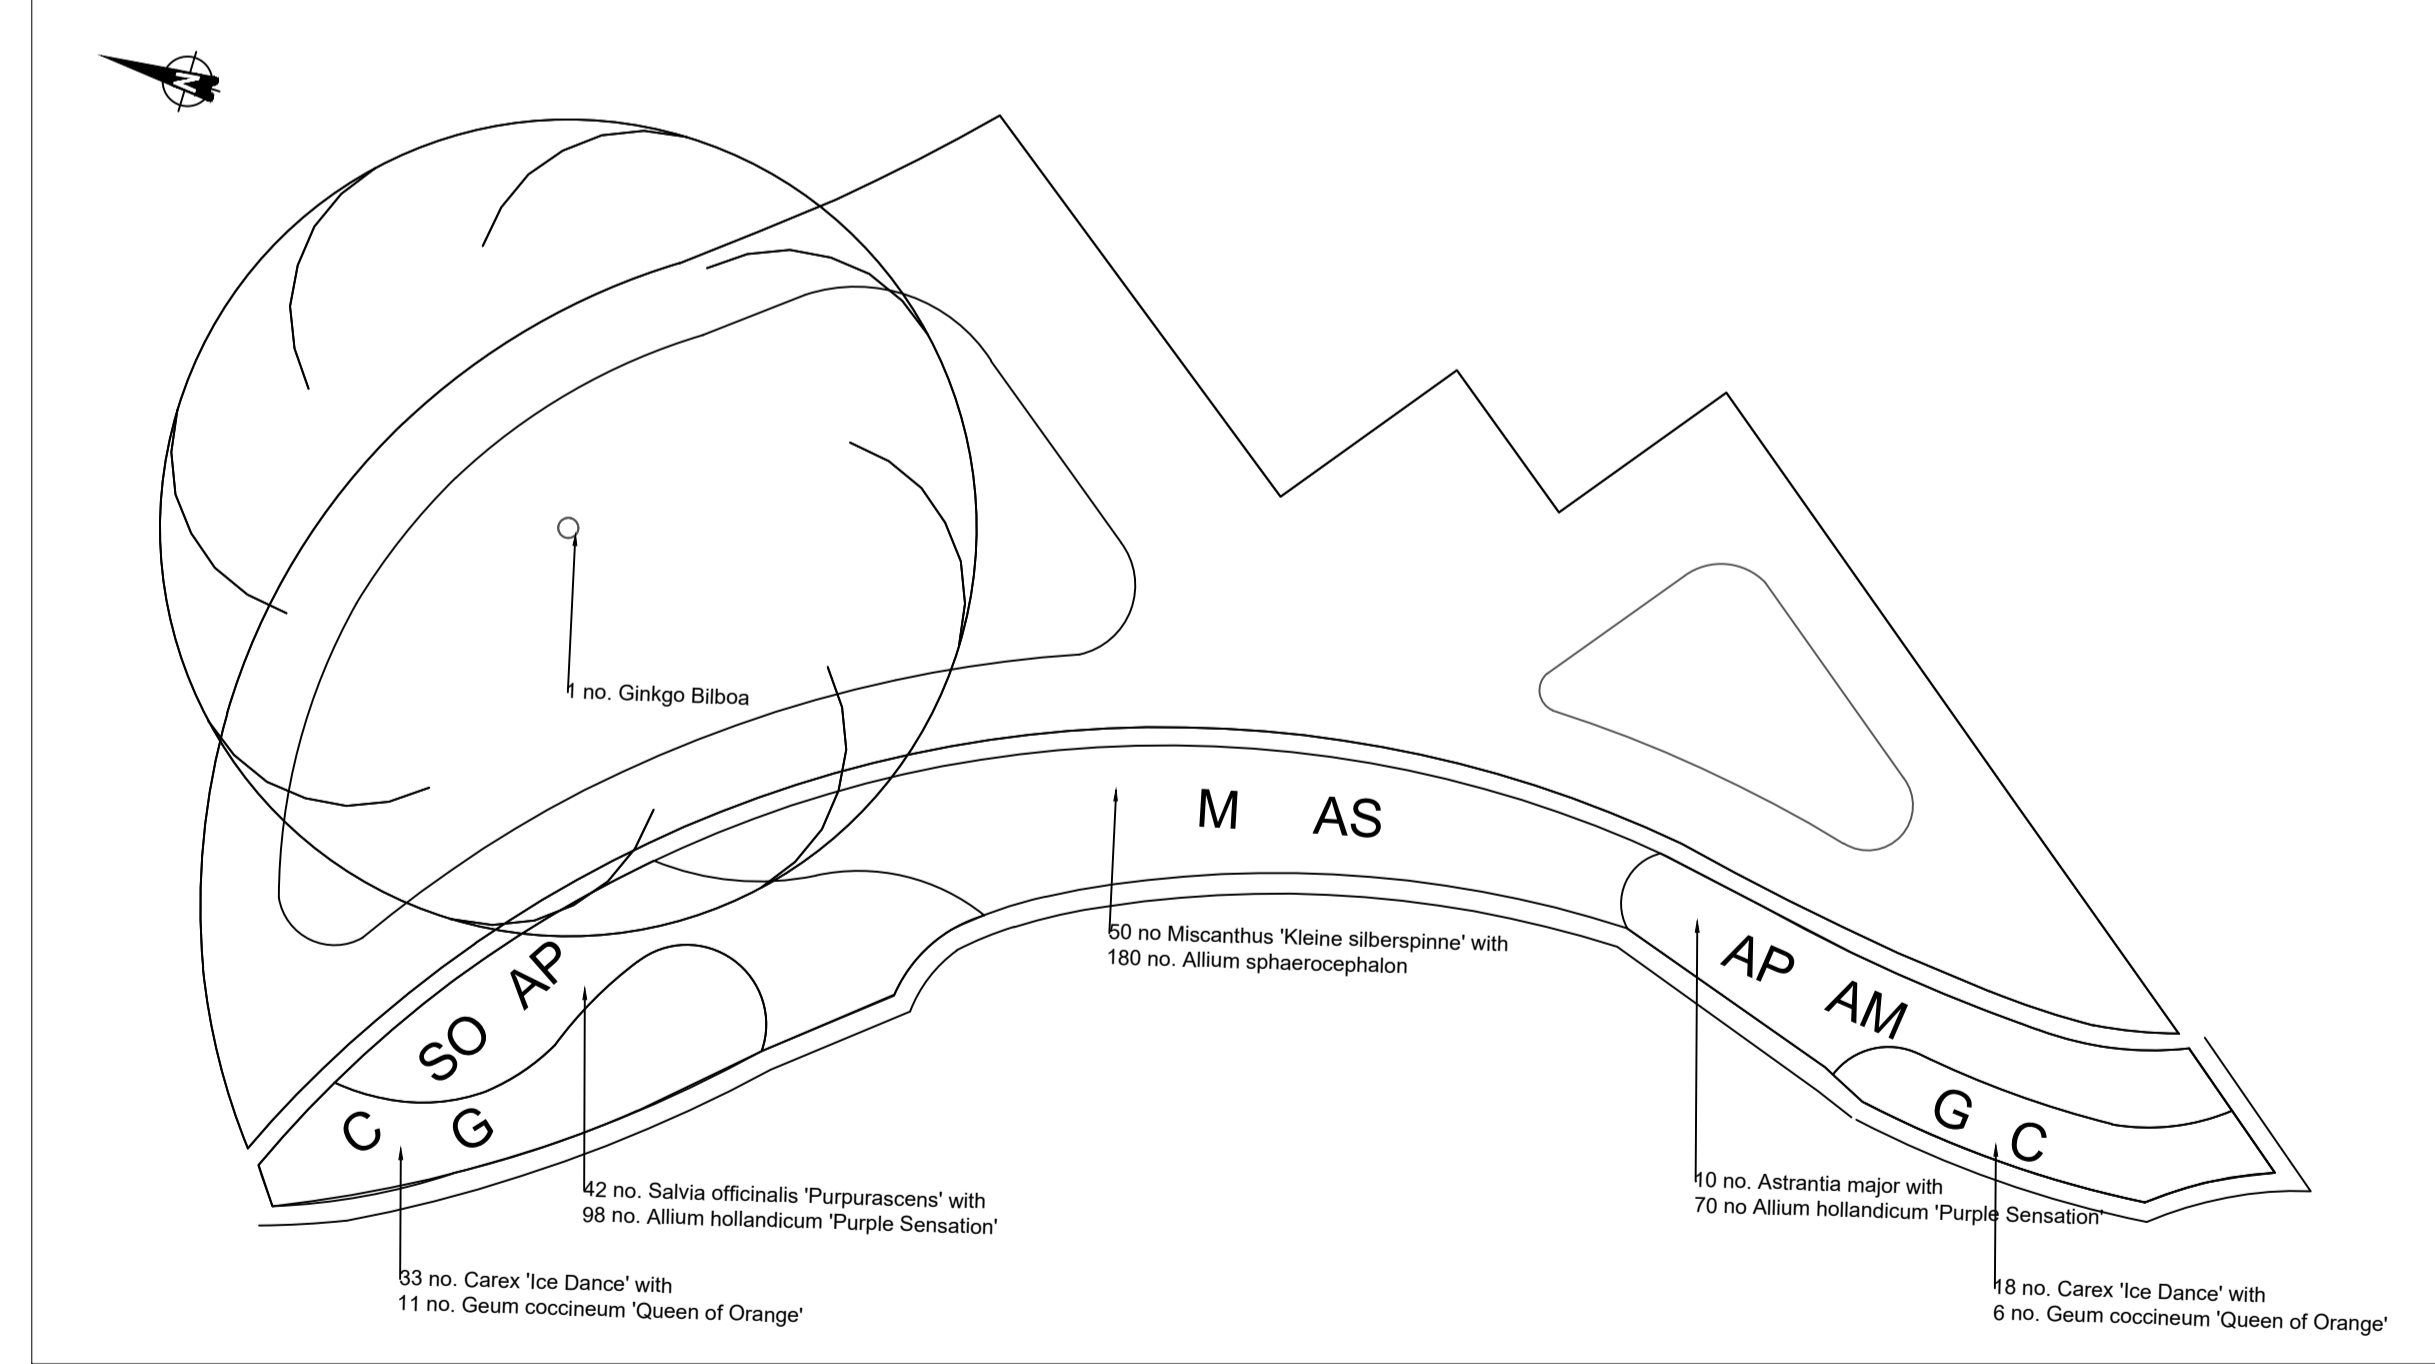 N
1 no. Ginkgo Bilboa
M AS
50 no Miscanthus 'Kleine silberspinne' with
180 no. Allium sphaerocephalon
AP
SO
C G
AP AM
G C
42 no. Salvia officinalis 'Purpurascens' with
98 no. Allium hollandicum 'Purple Sensation'
10 no. Astrantia major with
70 no Allium hollandicum 'Purple Sensation'
33 no. Carex 'Ice Dance' with
11 no. Geum coccineum 'Queen of Orange'
18 no. Carex 'Ice Dance' with
6 no. Geum coccineum 'Queen of Orange'